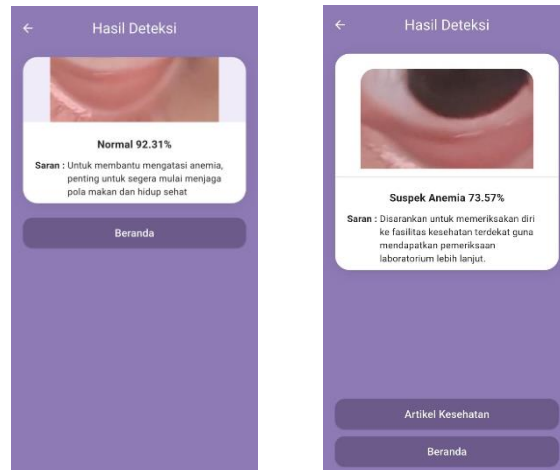 Hasil Deteksi
Normal 92.31%
Saran : Untuk membantu mengatasi anemia,
penting untuk segera mulai menjaga
pola makan dan hidup sehat
Beranda
Hasil Deteksi
Suspek Anemia 73.57%
Saran : Disarankan untuk memeriksakan diri
ke fasilitas kesehatan terdekat guna
mendapatkan pemeriksaan
laboratorium lebih lanjut.
Artikel Kesehatan
Beranda